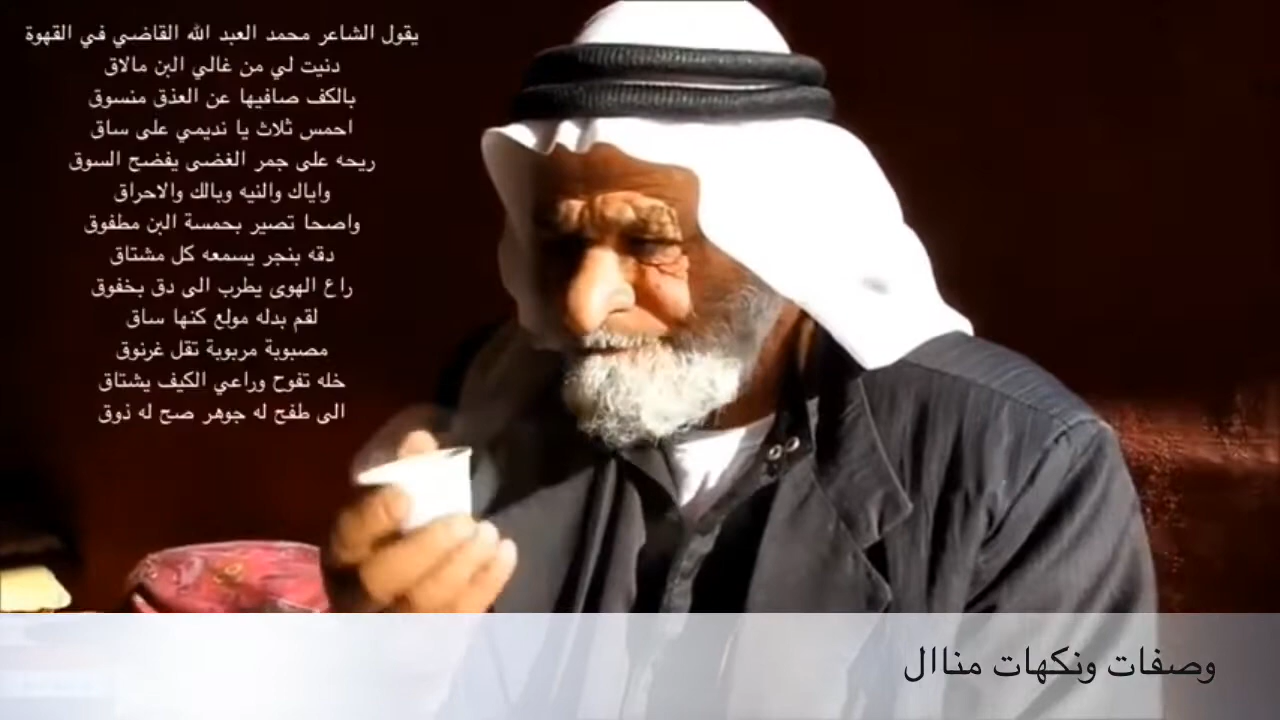 يقول الشاعر محمد العبد الله القاضي في القهوة
دنيت لي من غالي البن مالاق
بالكف صافيها عن العذق منسوق
احمس ثلاث يا نديمي على ساق
ريحه على جمر الغضى يفضح السوق
واياك والنيه وبالك والاحراق
واصحا تصير بحمسة البن مطفوق
دقه بنجر يسمعه كل مشتاق
راع الهوى يطرب الى دق بخفوق
لقم بدله مولع كنها ساق
مصبوبة مربوبة تقل غرنوق
خله تفوح وراعي الكيف يشتاق
الى طفح له جوهر صح له ذوق
وصفات ونكهات مناال